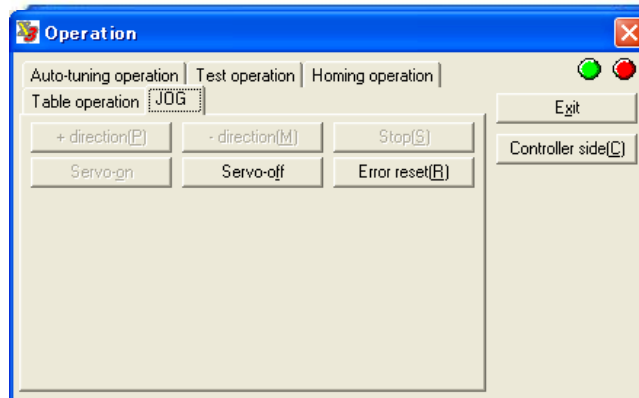 Operation
Auto-tuning operation Test operation Homing operation
Table operation JOG
Exit
+ direction(P) - direction(M) Stop(S)
Controller side(C)
Servo-on Servo-off Error reset(R)